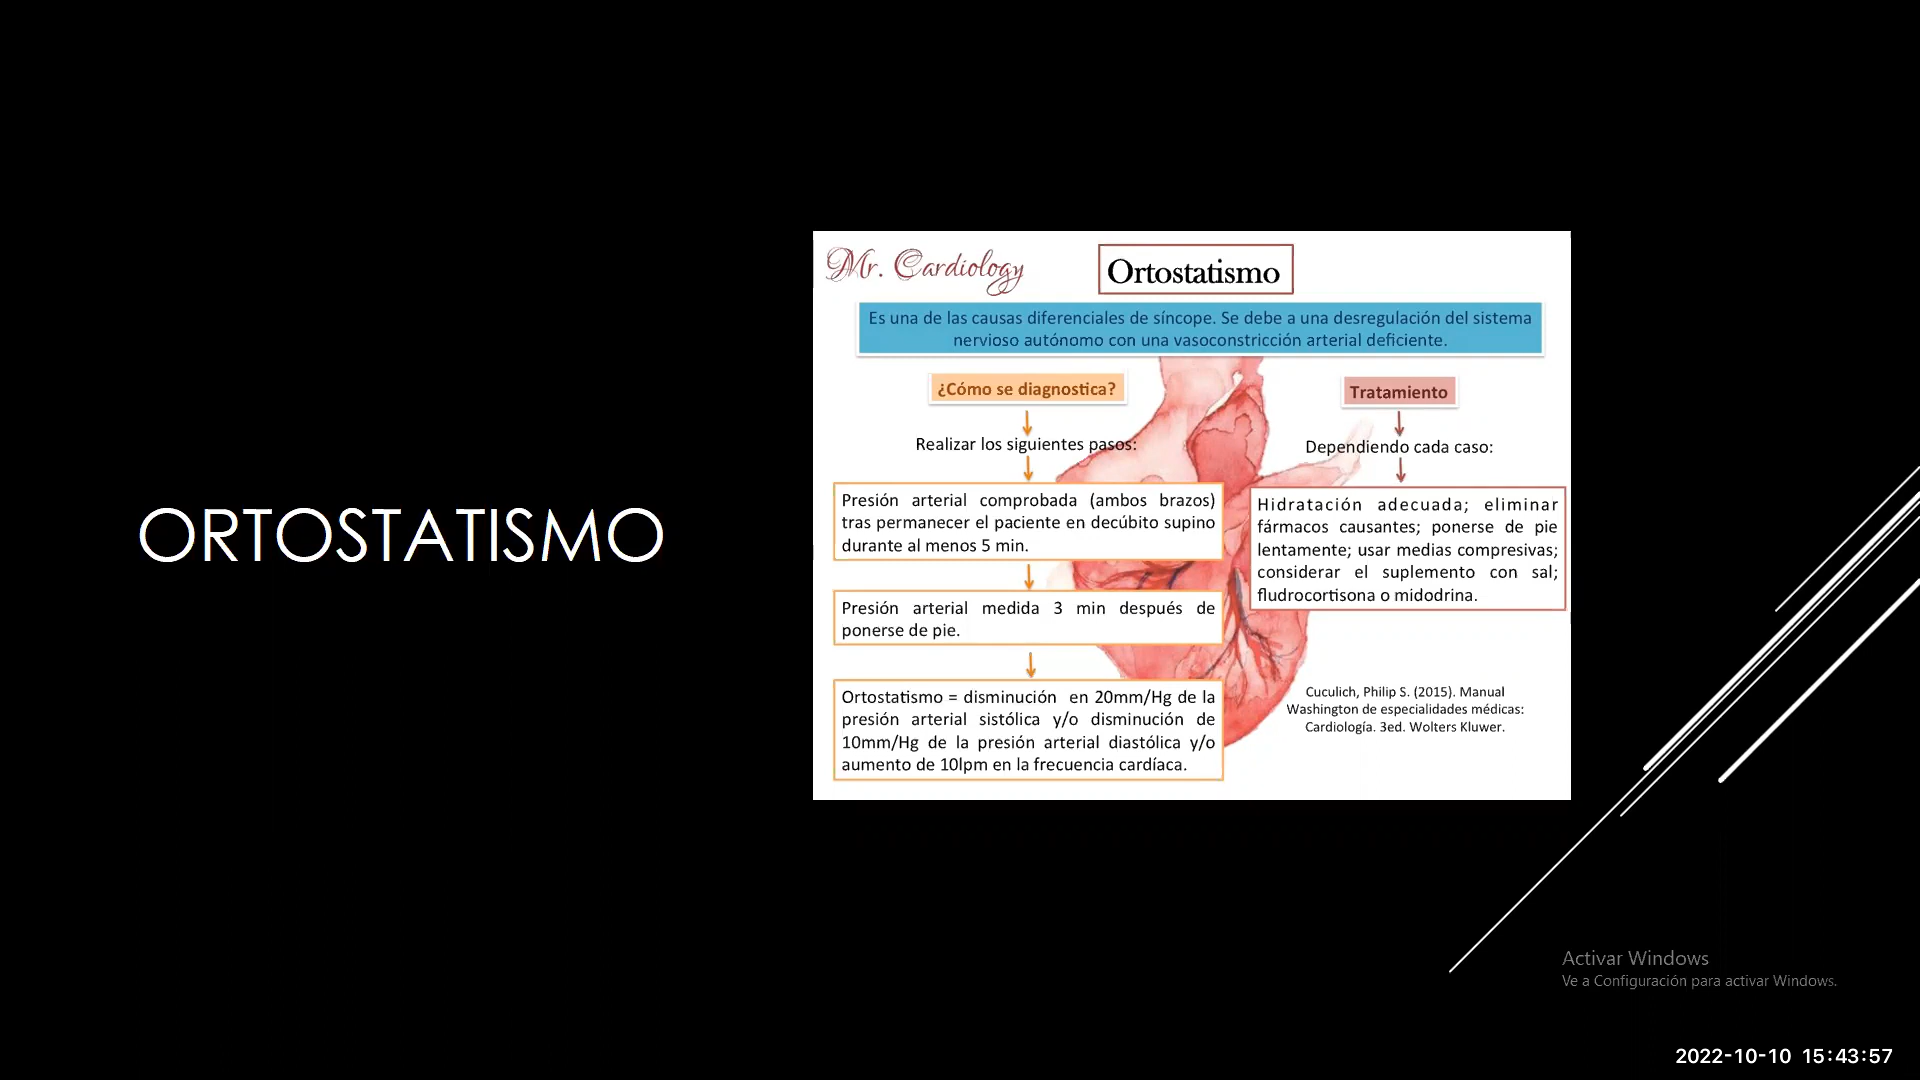 ORTOSTATISMO
Mr. Cardiology
Ortostatismo
Es una de las causas diferenciales de síncope. Se debe a una desregulación del sistema
nervioso autónomo con una vasoconstricción arterial deficiente.
¿Cómo se diagnostica?
Realizar los siguientes pasos:
Presión arterial comprobada (ambos brazos)
tras permanecer el paciente en decúbito supino
durante al menos 5 min.
Presión arterial medida 3 min después de
ponerse de pie.
Ortostatismo = disminución en 20mm/Hg de la
presión arterial sistólica y/o disminución de
10mm/Hg de la presión arterial diastólica y/o
aumento de 10lpm en la frecuencia cardíaca.
Tratamiento
Dependiendo cada caso:
Hidratación adecuada; eliminar
fármacos causantes; ponerse de pie
lentamente; usar medias compresivas;
considerar el suplemento con sal;
fludrocortisona o midodrina.
Cuculich, Philip S. (2015). Manual
Washington de especialidades médicas:
Cardiología. 3ed. Wolters Kluwer.
Activar Windows
Ve a Configuración para activar Windows.
2022-10-10 15:43:57